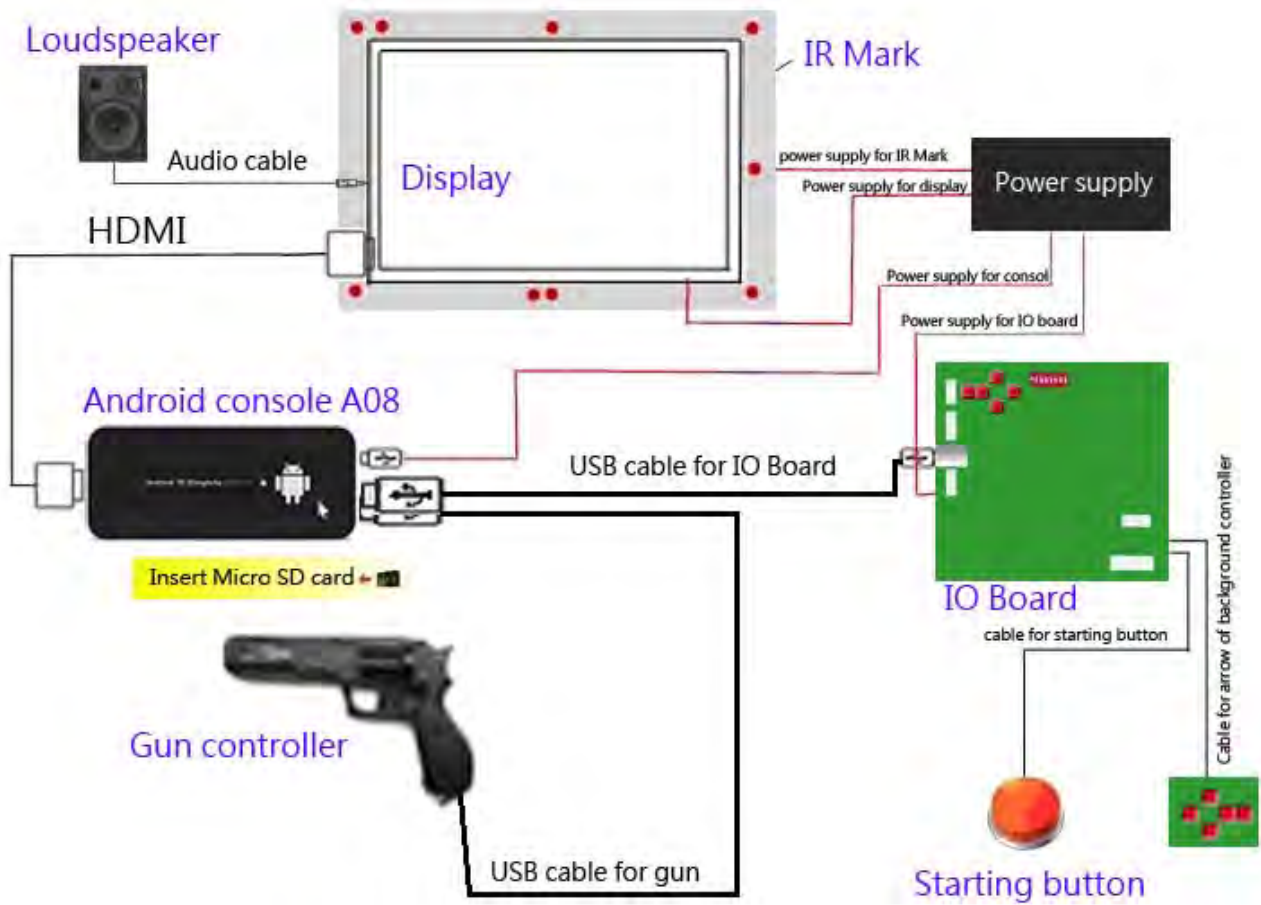 Loudspeaker
IR Mark
Audio cable
Display
power supply for IR Mark
Power supply for display
Power supply
HDMI
Power supply for consol
Power supply for IO board
Android console A08
USB cable for IO Board
Insert Micro SD card
IO Board
cable for starting button
Cable for arrow of background controller
Gun controller
USB cable for gun
Starting button